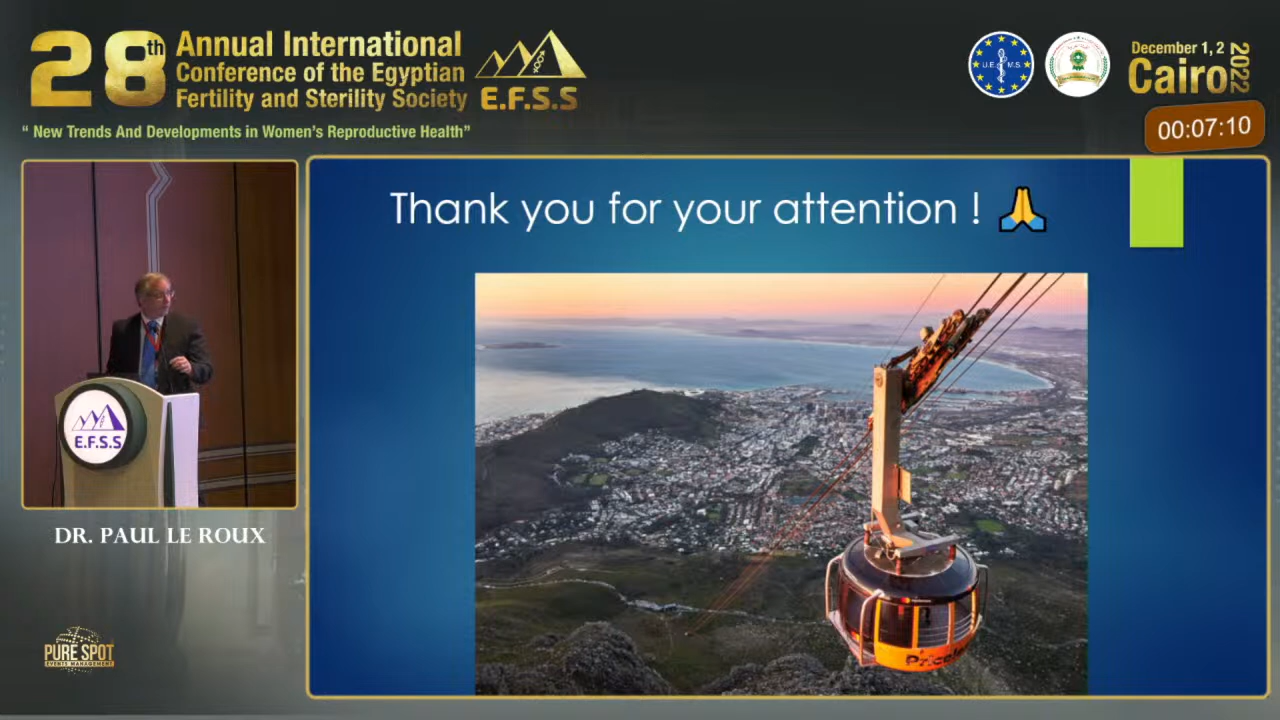 28th
Annual International
Conference of the Egyptian
Fertility and Sterility Society
E.F.S.S
“ New Trends And Developments in Women’s Reproductive Health”
U.E.M.S.
December 1, 2
2022
Cairo
00:07:10
Thank you for your attention ! 🙏
E.F.S.S
DR. PAUL LE ROUX
PURE SPOT
EVENTS MANAGEMENT